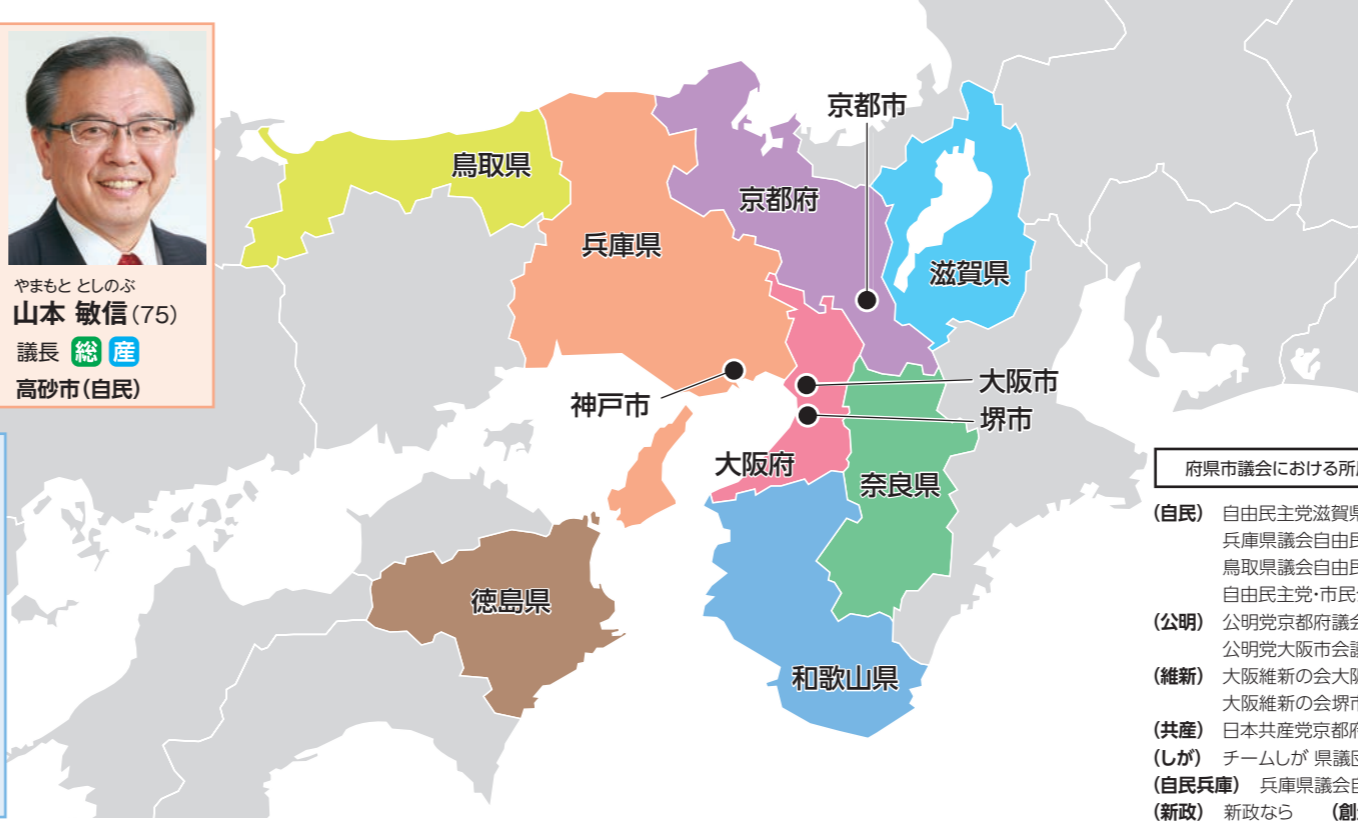 やまもと としのぶ
山本 敏信(75)
議長 総 産
高砂市(自民)
京都市
鳥取県
京都府
兵庫県
滋賀県
神戸市
大阪市
堺市
大阪府
奈良県
徳島県
和歌山県
府県市議会における所
(自民) 自由民主党滋賀県
兵庫県議会自由民
鳥取県議会自由民
自由民主党・市民
(公明) 公明党京都府議会
公明党大阪市会議
(維新) 大阪維新の会大阪
大阪維新の会堺市
(共産) 日本共産党京都府
(しが) チームしが 県議団
(自民兵庫) 兵庫県議会自
(新政) 新政なら (創